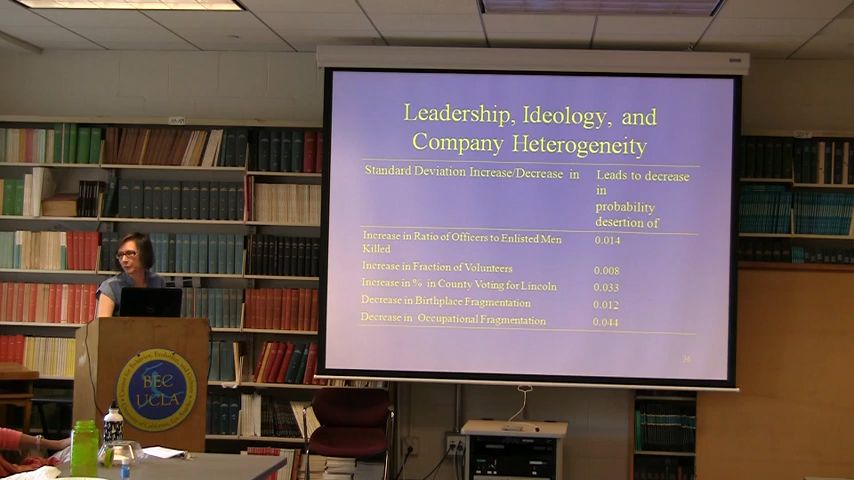 Leadership, Ideology, and
Company Heterogeneity
Standard Deviation Increase/Decrease in
Leads to decrease
in
probability
desertion of
Increase in Ratio of Officers to Enlisted Men
Killed
0.014
Increase in Fraction of Volunteers 0.008
Increase in % in County Voting for Lincoln 0.033
Decrease in Birthplace Fragmentation 0.012
Decrease in Occupational Fragmentation 0.044
BEC
UCLA